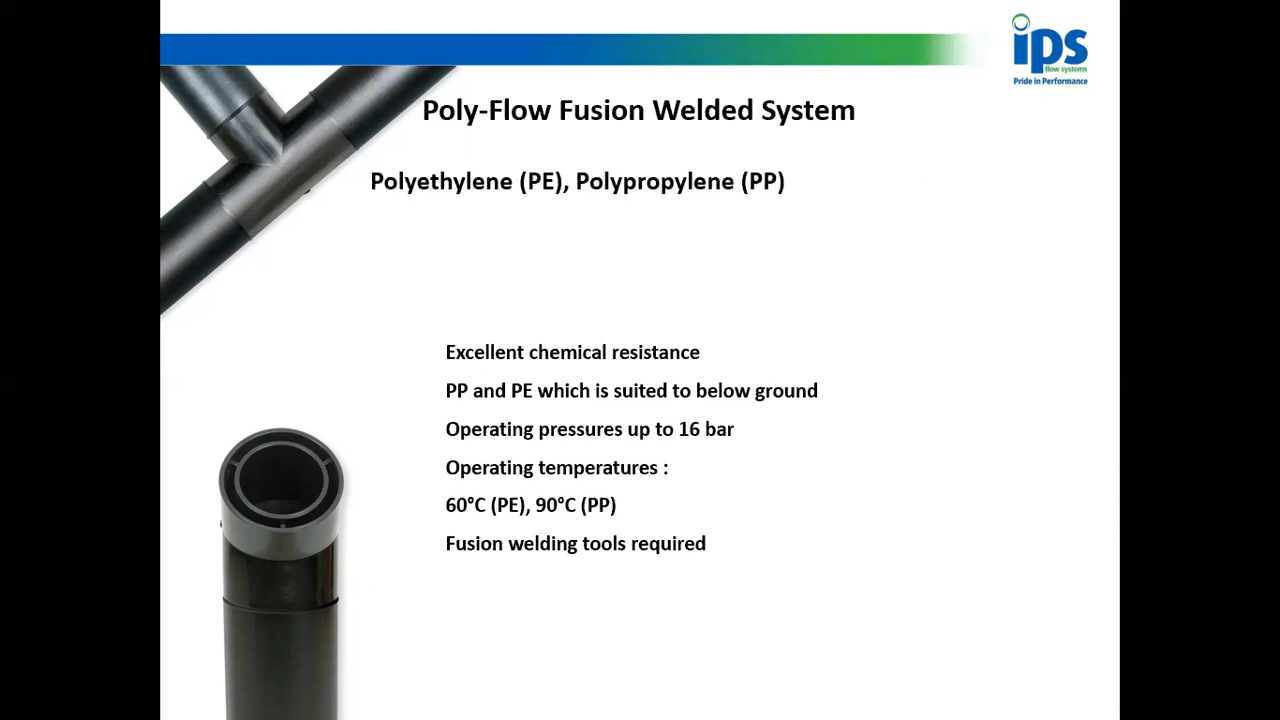 ips
flow systems
Pride in Performance
Poly-Flow Fusion Welded System
Polyethylene (PE), Polypropylene (PP)
Excellent chemical resistance
PP and PE which is suited to below ground
Operating pressures up to 16 bar
Operating temperatures :
60°C (PE), 90°C (PP)
Fusion welding tools required